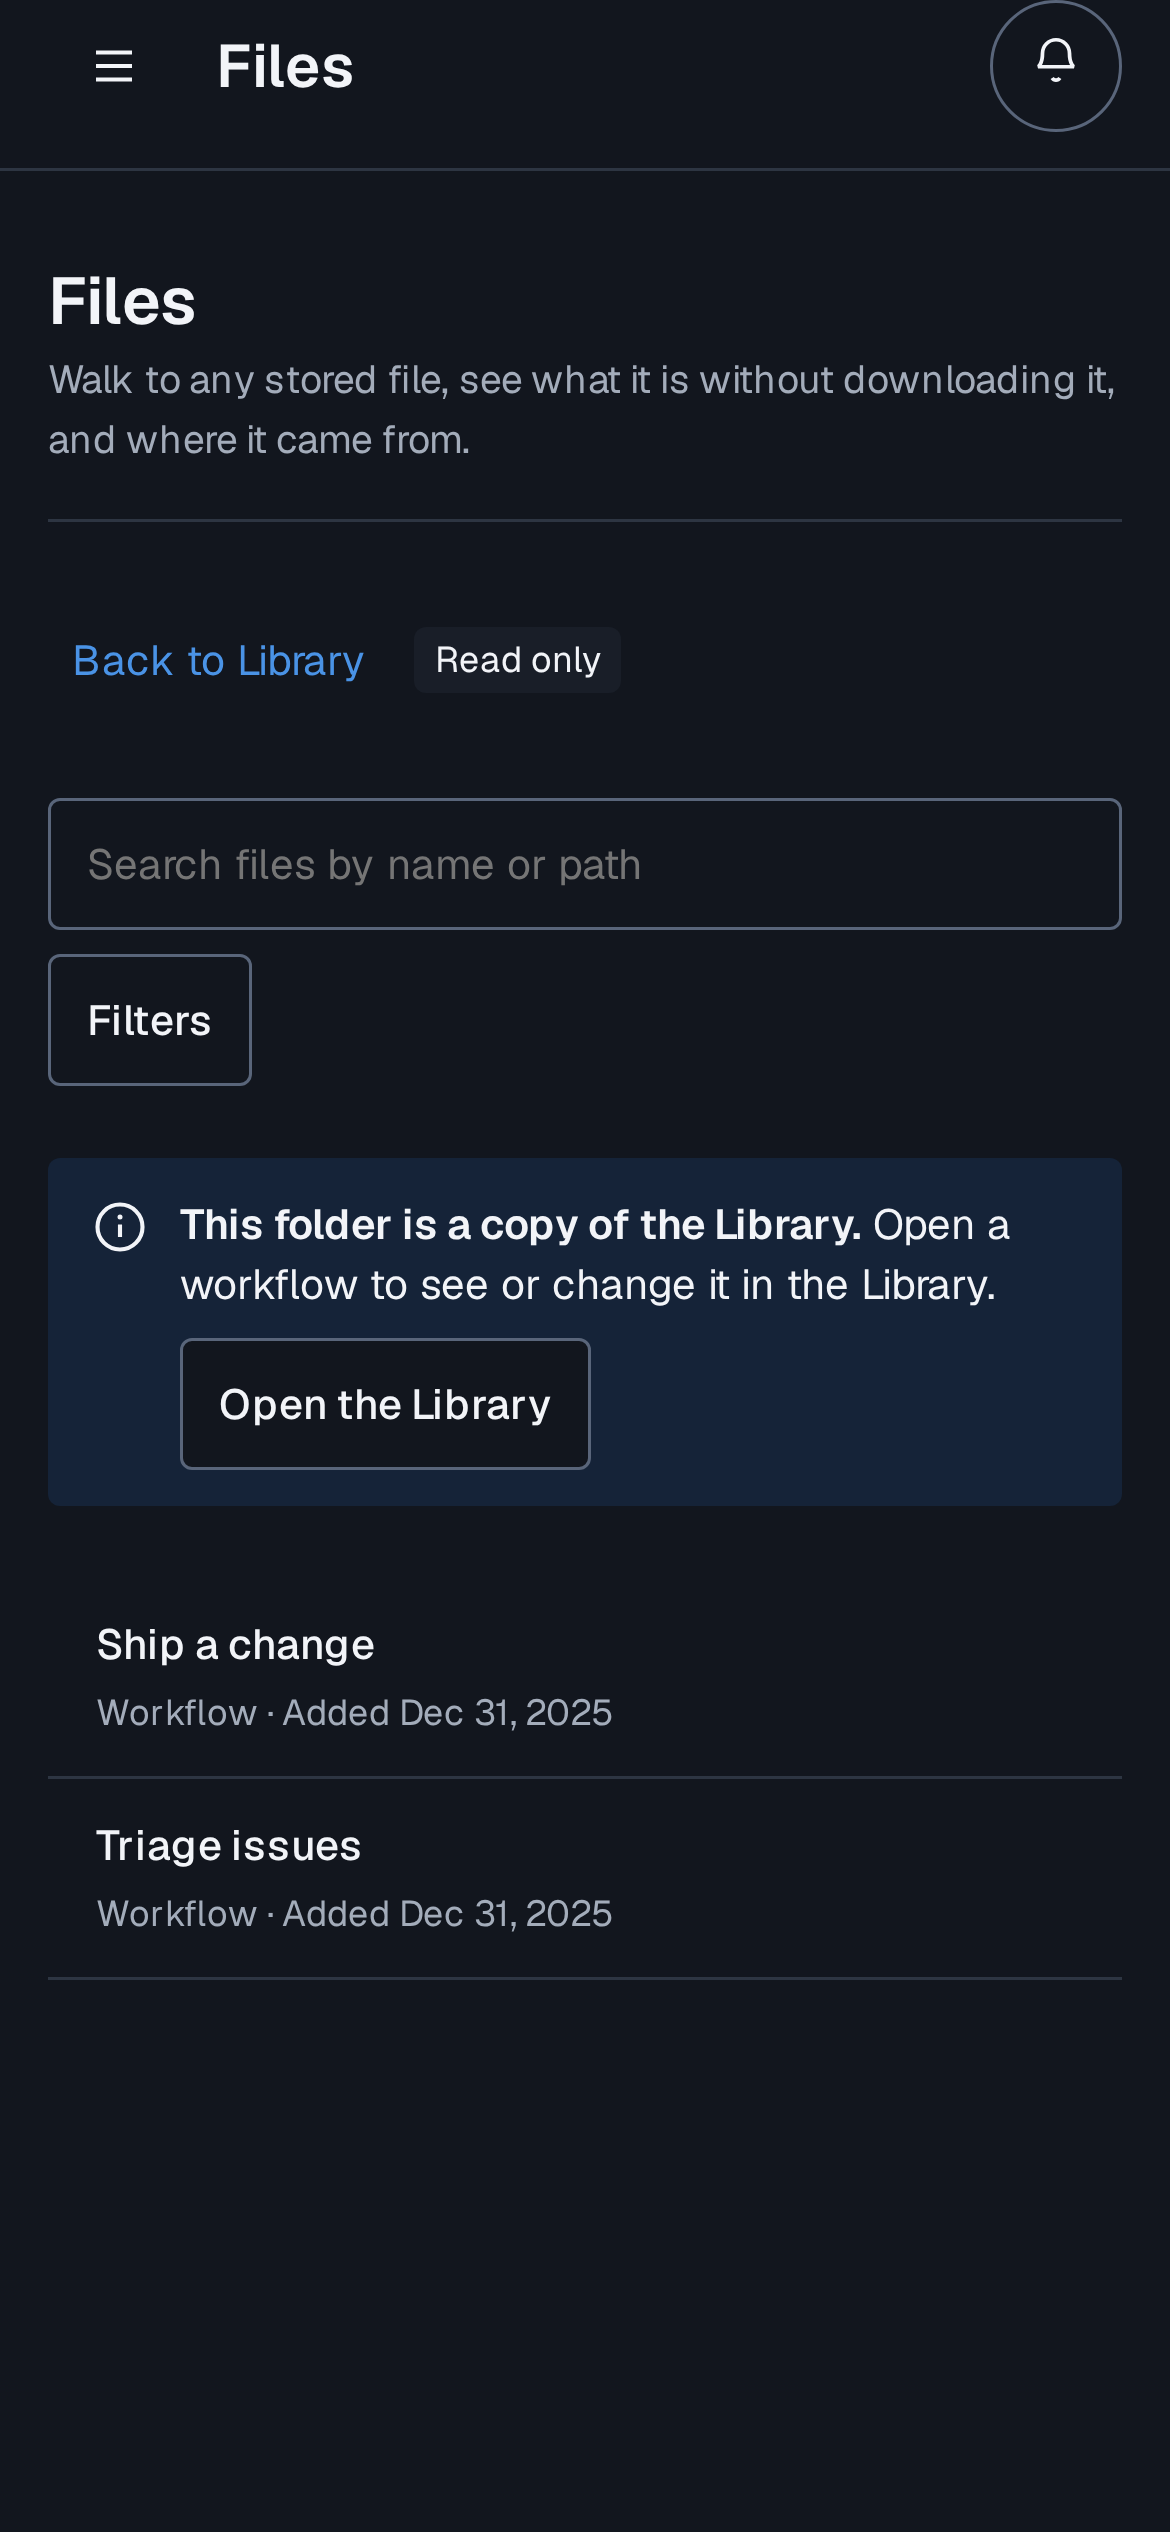 Files
Files
Walk to any stored file, see what it is without downloading it,
and where it came from.
Back to Library
Read only
Search files by name or path
Filters
This folder is a copy of the Library. Open a
workflow to see or change it in the Library.
Open the Library
Ship a change
Workflow · Added Dec 31, 2025
Triage issues
Workflow · Added Dec 31, 2025